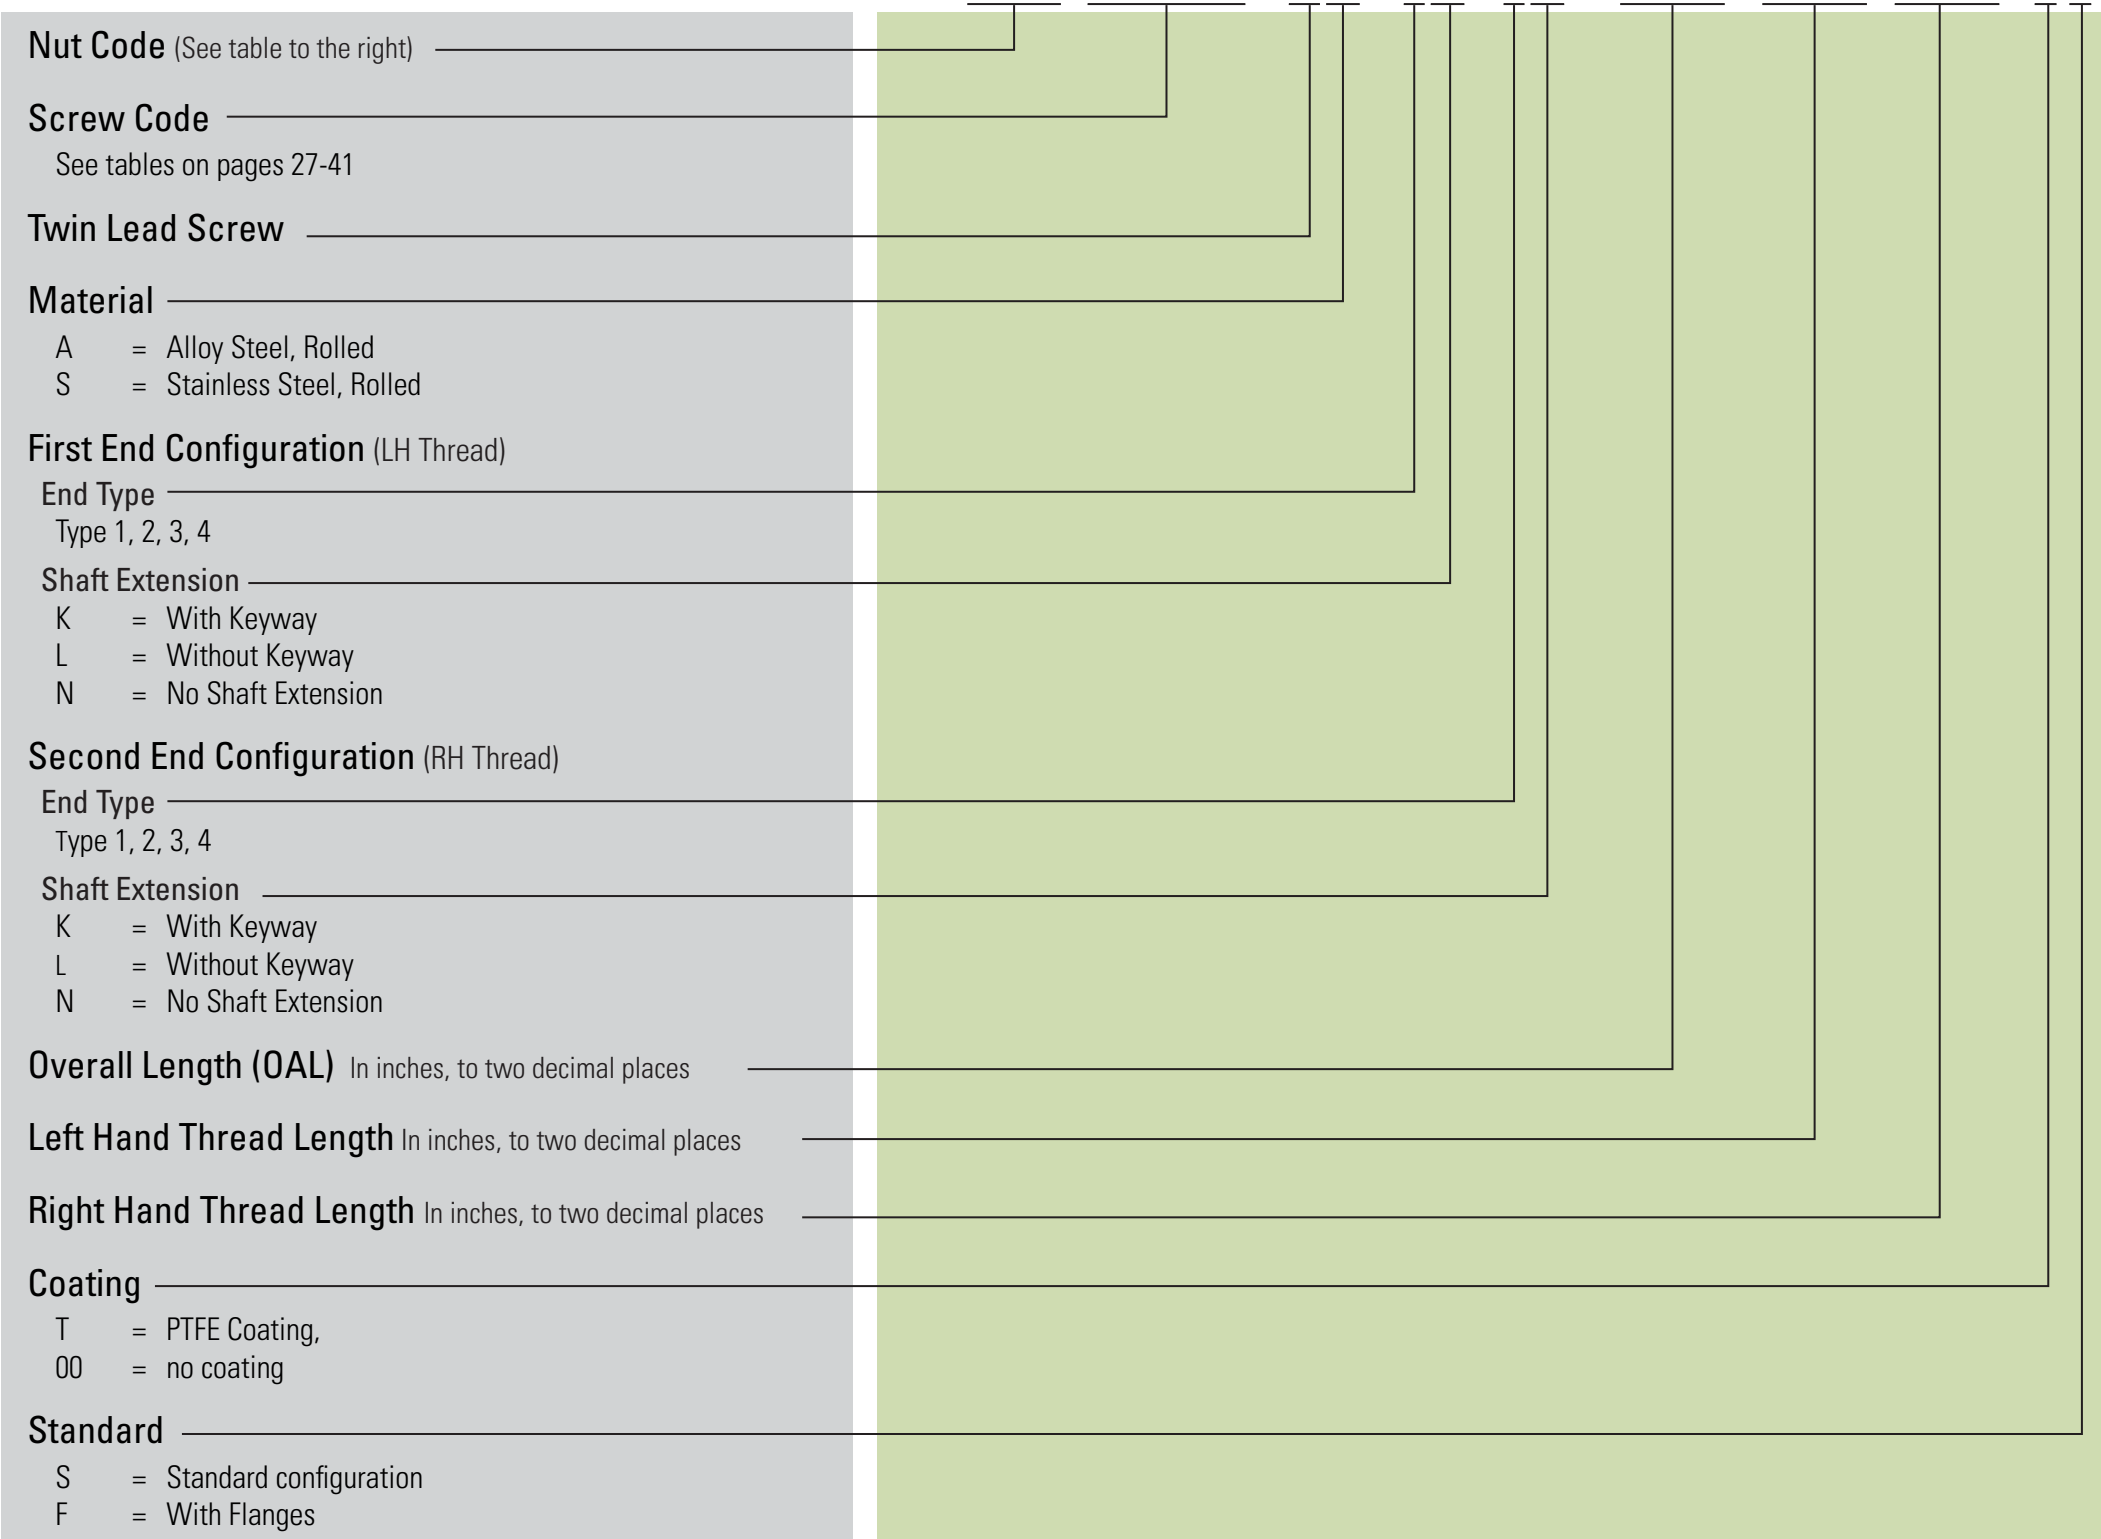 Nut Code (See table to the right)
Screw Code
See tables on pages 27-41
Twin Lead Screw
Material
A = Alloy Steel, Rolled
S = Stainless Steel, Rolled
First End Configuration (LH Thread)
End Type
Type 1, 2, 3, 4
Shaft Extension
K = With Keyway
L = Without Keyway
N = No Shaft Extension
Second End Configuration (RH Thread)
End Type
Type 1, 2, 3, 4
Shaft Extension
K = With Keyway
L = Without Keyway
N = No Shaft Extension
Overall Length (OAL) In inches, to two decimal places
Left Hand Thread Length In inches, to two decimal places
Right Hand Thread Length In inches, to two decimal places
Coating
T = PTFE Coating,
00 = no coating
Standard
S = Standard configuration
F = With Flanges